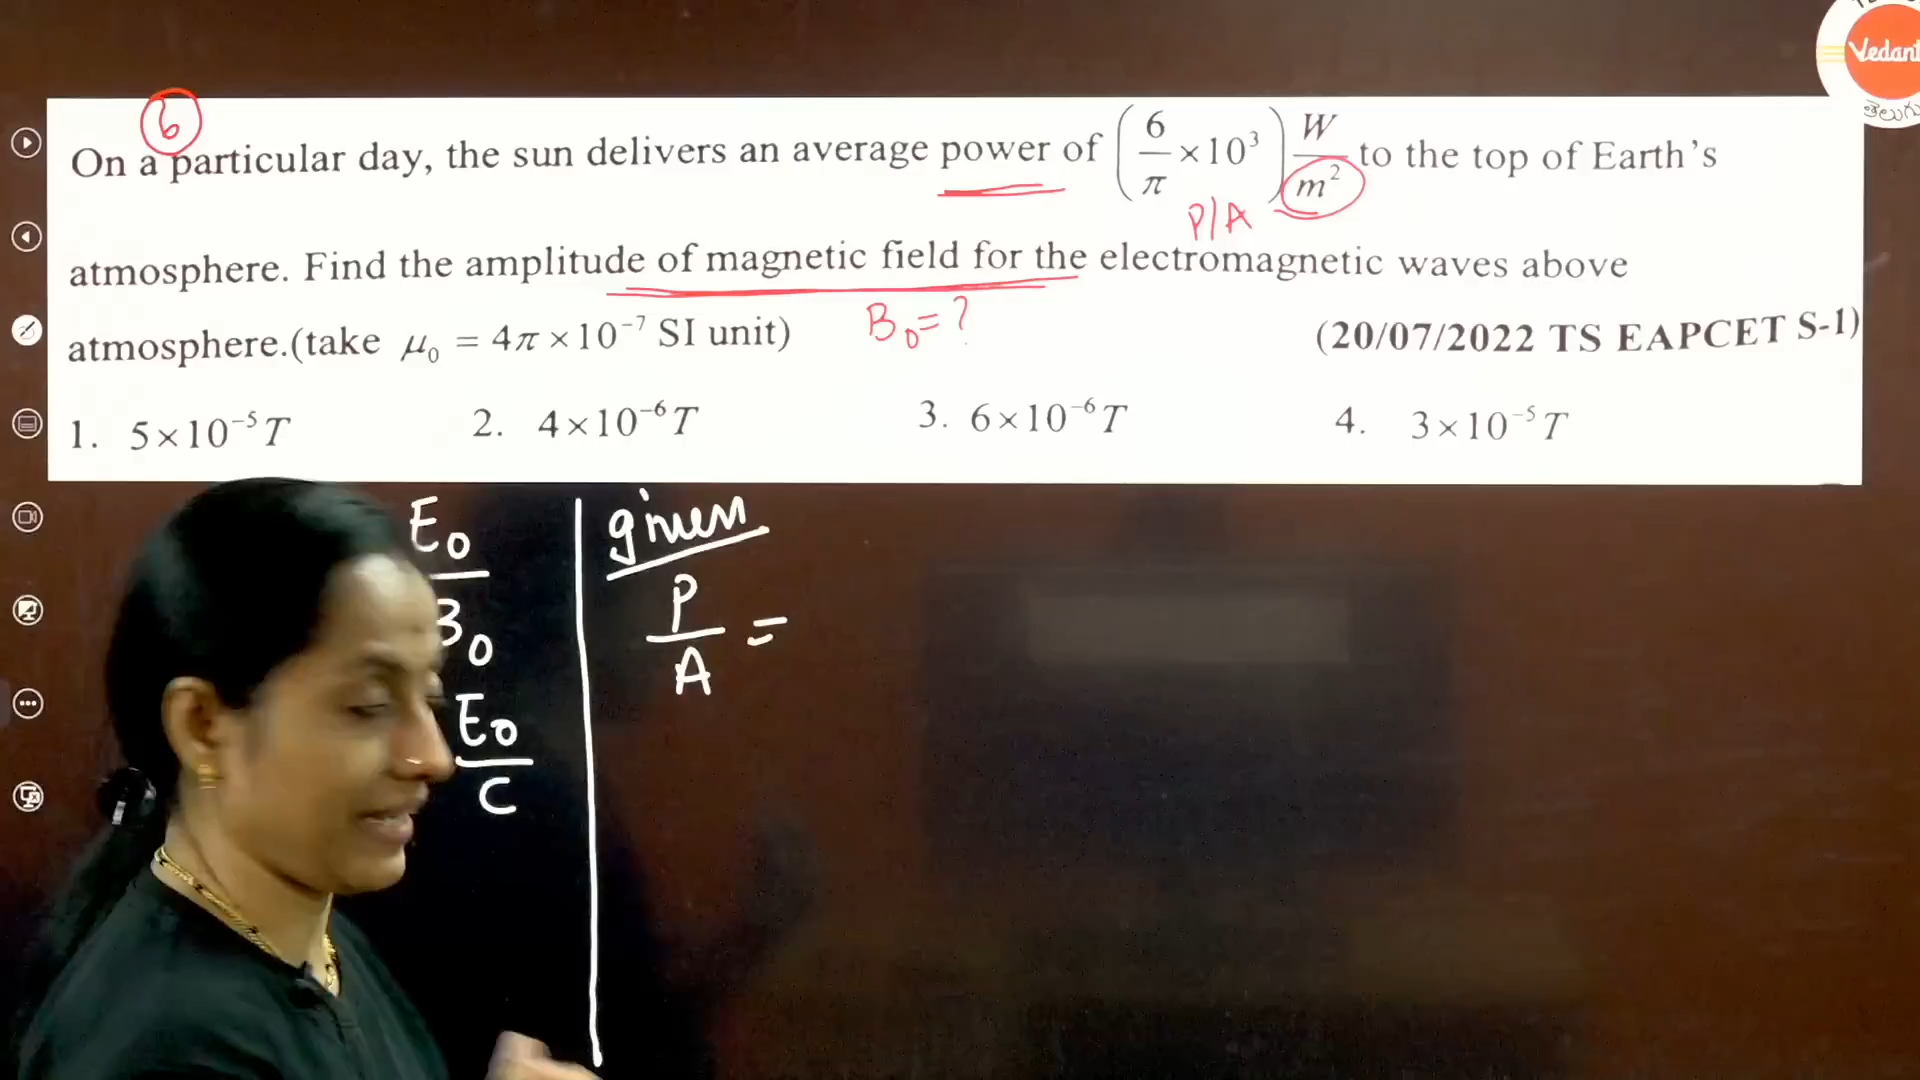 Vedant
తెలుగు
6
On a particular day, the sun delivers an average power of (6/π ×10³) W/m² to the top of Earth's
P/A
atmosphere. Find the amplitude of magnetic field for the electromagnetic waves above
atmosphere.(take μ₀ = 4π×10⁻⁷ SI unit)
B₀=?
(20/07/2022 TS EAPCET S-1)
1. 5×10⁻⁵T
2. 4×10⁻⁶T
3. 6×10⁻⁶T
4. 3×10⁻⁵T
E₀
B₀
E₀
C
given
P/A =